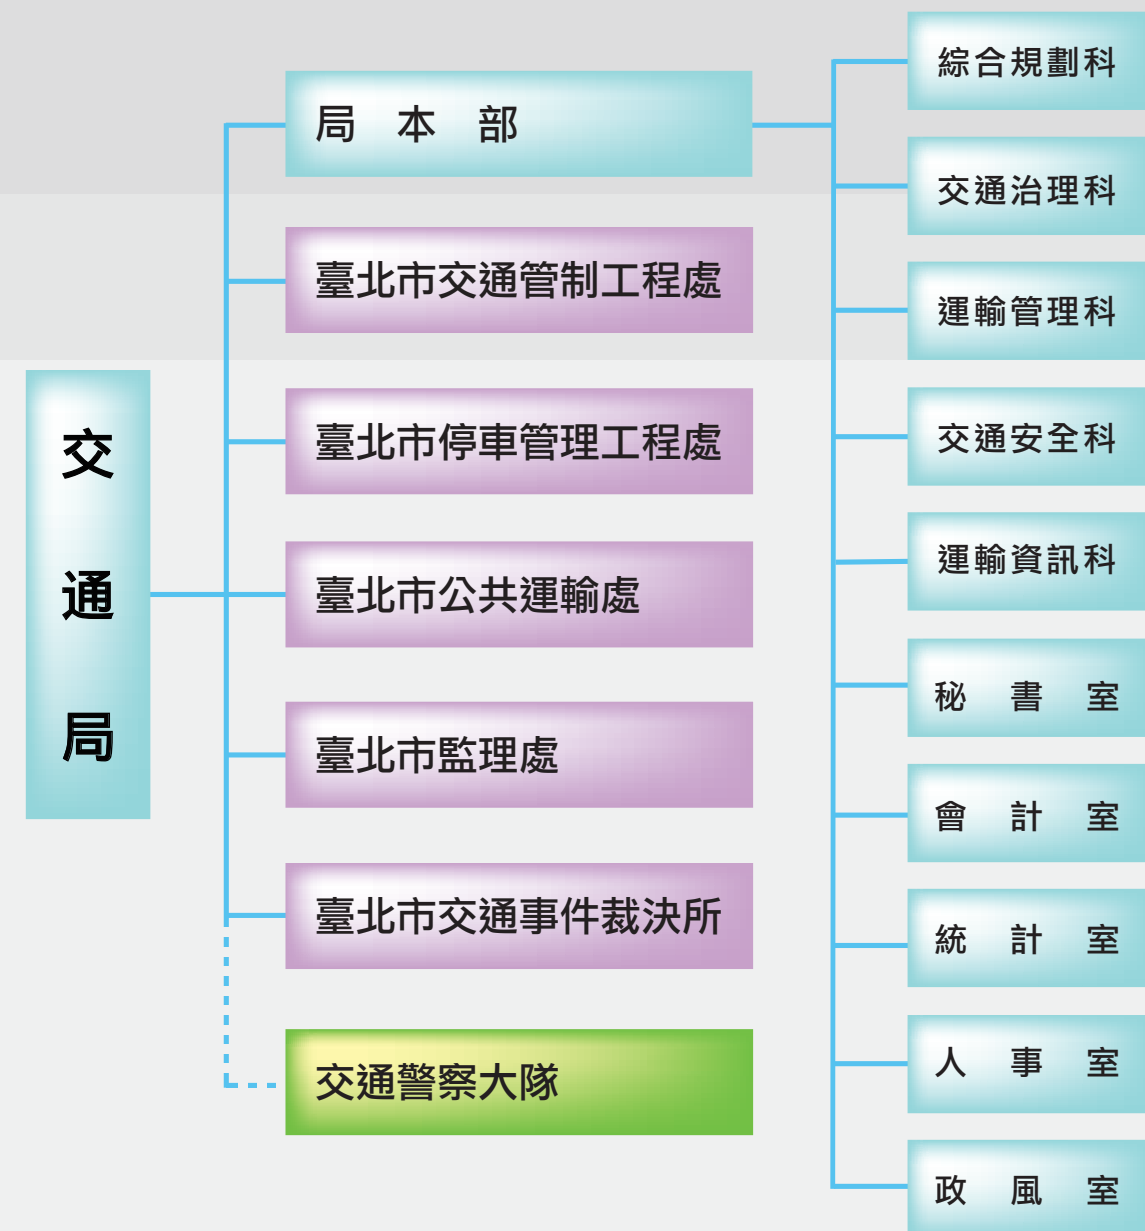 交通局
局本部
臺北市交通管制工程處
臺北市停車管理工程處
臺北市公共運輸處
臺北市監理處
臺北市交通事件裁決所
交通警察大隊
綜合規劃科
交通治理科
運輸管理科
交通安全科
運輸資訊科
秘書室
會計室
統計室
人事室
政風室